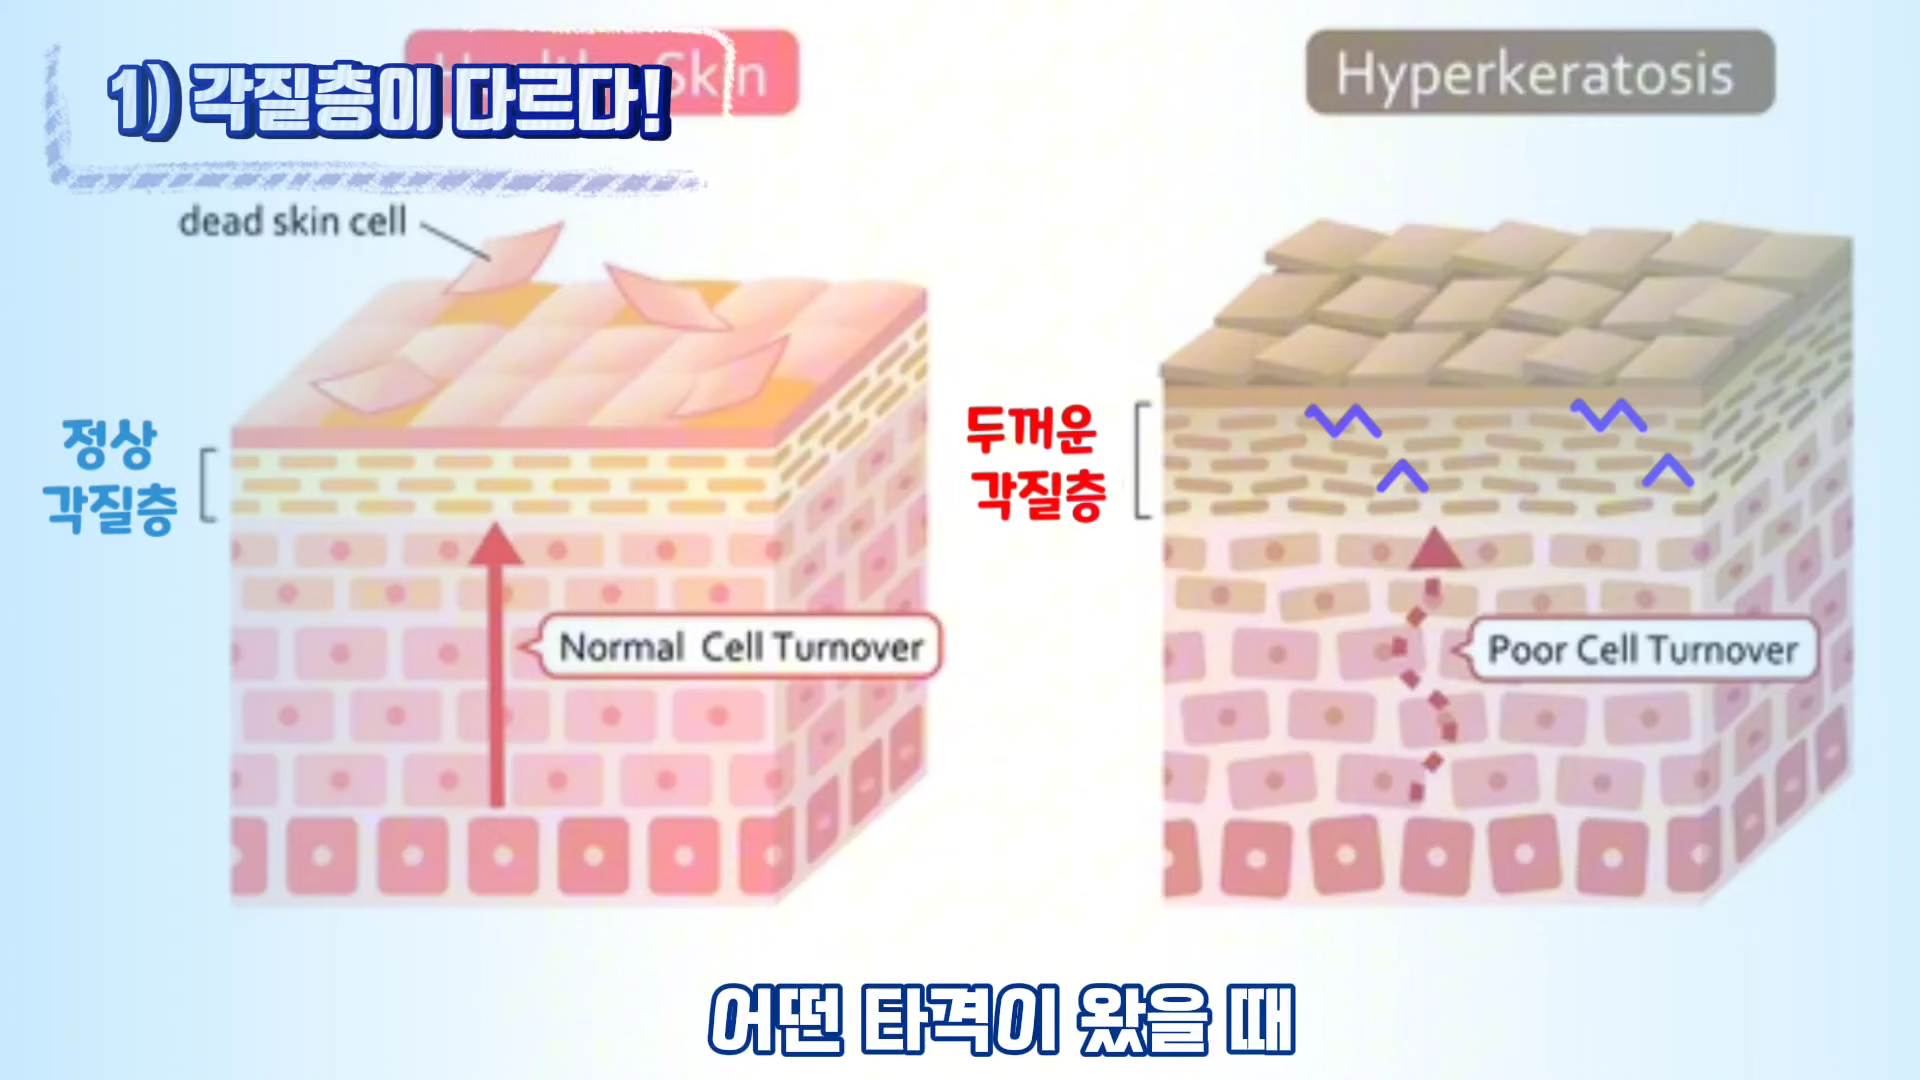 1) 각질층이 다르다!
Skin
Hyperkeratosis
dead skin cell
정상
각질층
두꺼운
각질층
Normal Cell Turnover
Poor Cell Turnover
어떤 타격이 왔을 때